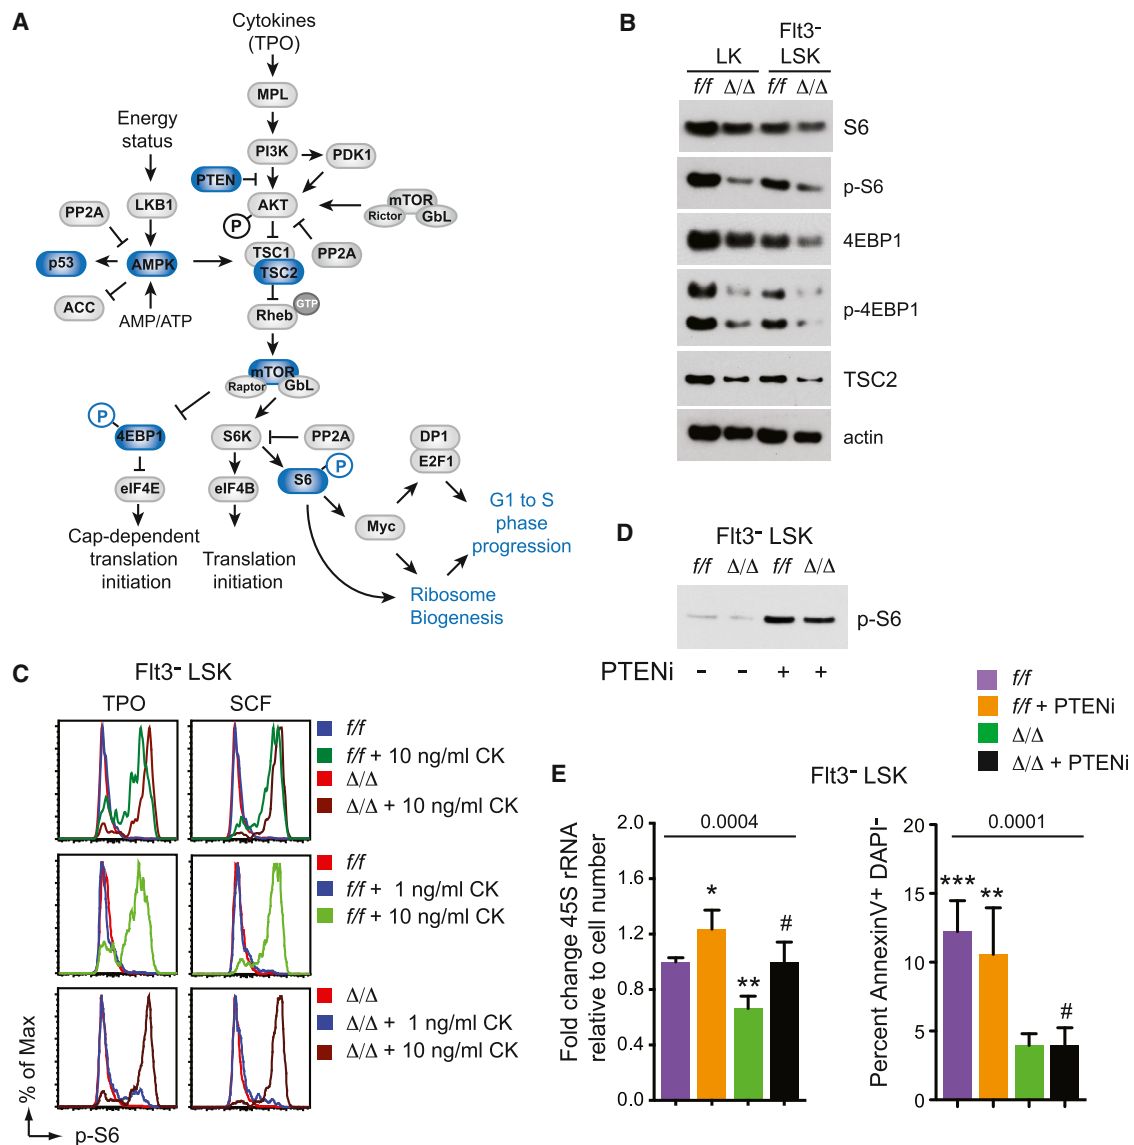 A
Cytokines
(TPO)
MPL
Energy
status
PI3K
PDK1
PTEN
LKB1
AKT
mTOR
Rictor
GbL
PP2A
P
TSC1
PP2A
p53
AMPK
TSC2
ACC
AMP/ATP
GTP
Rheb
mTOR
Raptor
GbL
P
4EBP1
S6K
PP2A
DP1
E2F1
P
S6
eIF4E
eIF4B
Myc
G1 to S
phase
progression
Cap-dependent
translation
initiation
Translation
initiation
Ribosome
Biogenesis
B
Flt3-
LK LSK
f/f Δ/Δ f/f Δ/Δ
S6
p-S6
4EBP1
p-4EBP1
TSC2
actin
D
Flt3- LSK
f/f Δ/Δ f/f Δ/Δ
p-S6
PTENi - - + +
C
Flt3- LSK
TPO SCF
f/f
f/f + 10 ng/ml CK
Δ/Δ
Δ/Δ + 10 ng/ml CK
f/f
f/f + 1 ng/ml CK
f/f + 10 ng/ml CK
Δ/Δ
Δ/Δ + 1 ng/ml CK
Δ/Δ + 10 ng/ml CK
% of Max
p-S6
f/f
f/f + PTENi
Δ/Δ
Δ/Δ + PTENi
E
Flt3- LSK
Fold change 45S rRNA
relative to cell number
2.0
1.6
1.2
0.8
0.4
0.0
0.0004
*
**
#
Percent AnnexinV+ DAPI-
20
15
10
5
0
0.0001
***
**
#